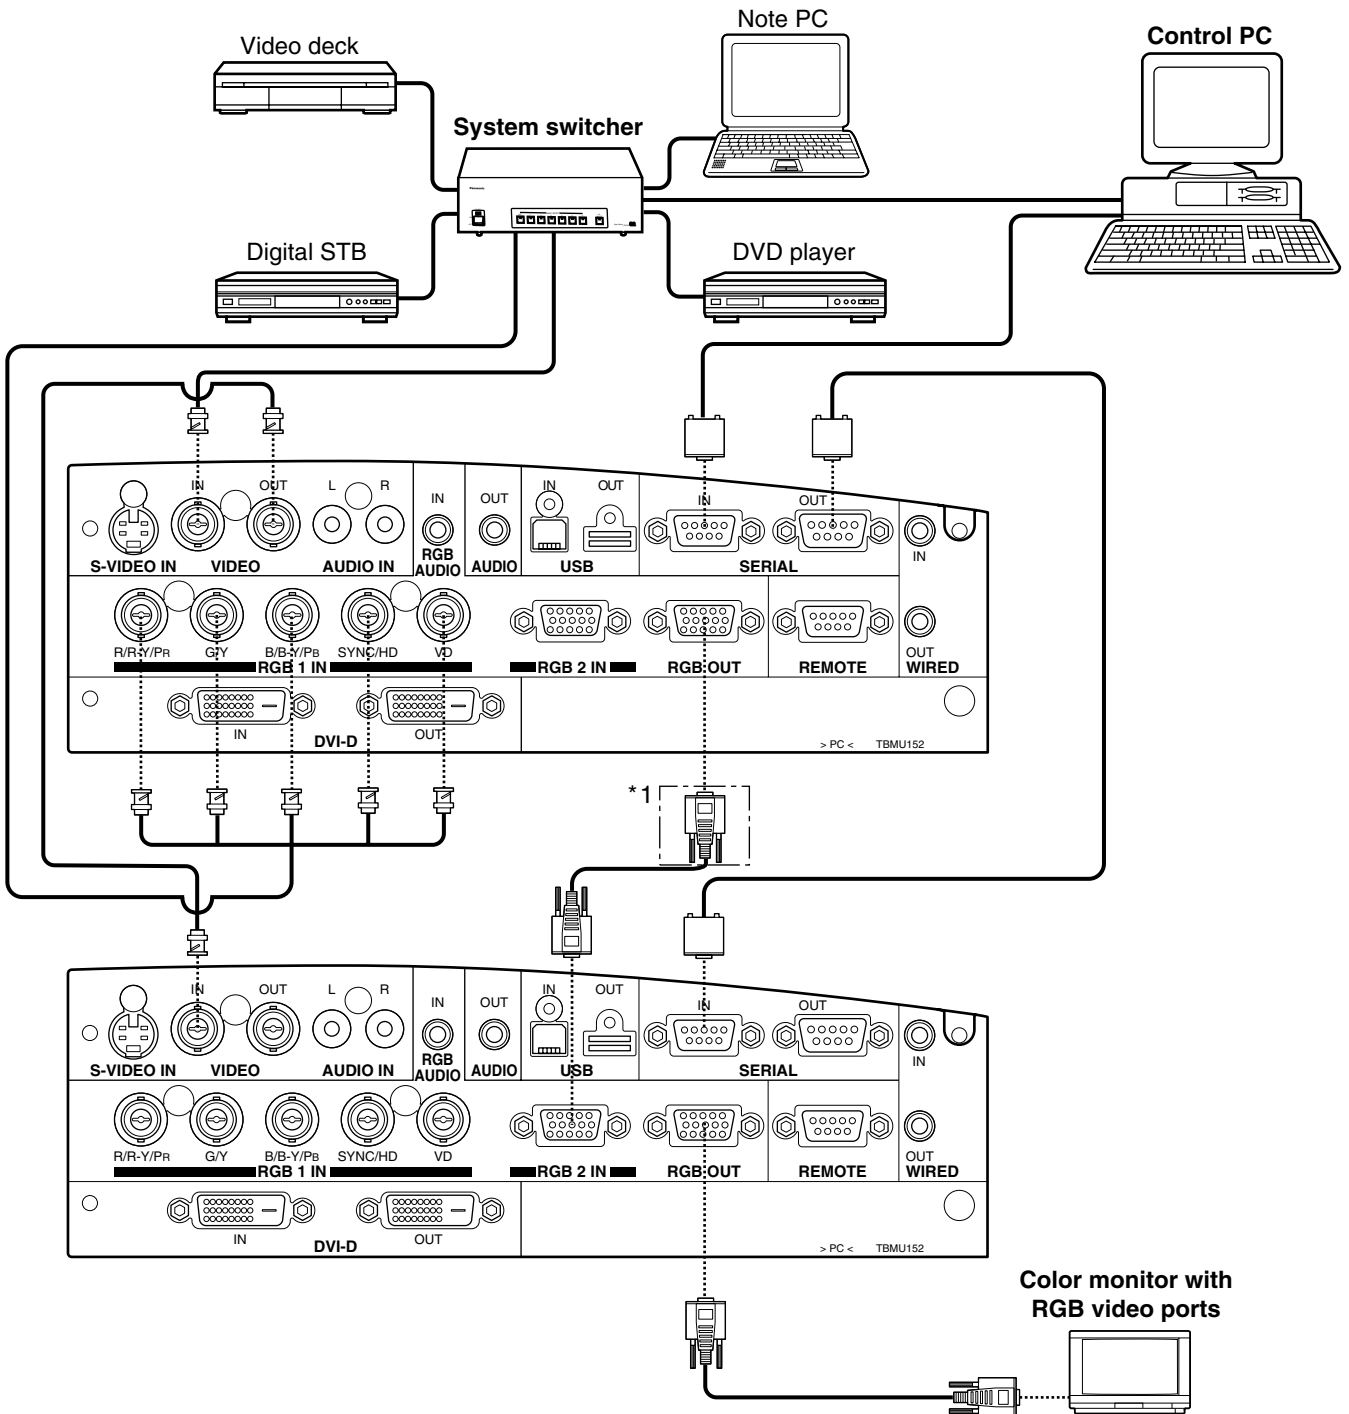 Note PC
Video deck
Control PC
System switcher
Panasonic
Digital STB
DVD player
IN OUT L R IN OUT IN OUT IN OUT
S-VIDEO IN VIDEO AUDIO IN RGB AUDIO AUDIO USB SERIAL IN
R/R-Y/PR G/Y B/B-Y/PB SYNC/HD VD OUT
RGB 1 IN RGB 2 IN RGB OUT REMOTE WIRED
IN OUT
DVI-D > PC < TBMU152
*1
IN OUT L R IN OUT IN OUT IN OUT
S-VIDEO IN VIDEO AUDIO IN RGB AUDIO AUDIO USB SERIAL IN
R/R-Y/PR G/Y B/B-Y/PB SYNC/HD VD OUT
RGB 1 IN RGB 2 IN RGB OUT REMOTE WIRED
IN OUT
DVI-D > PC < TBMU152
Color monitor with
RGB video ports